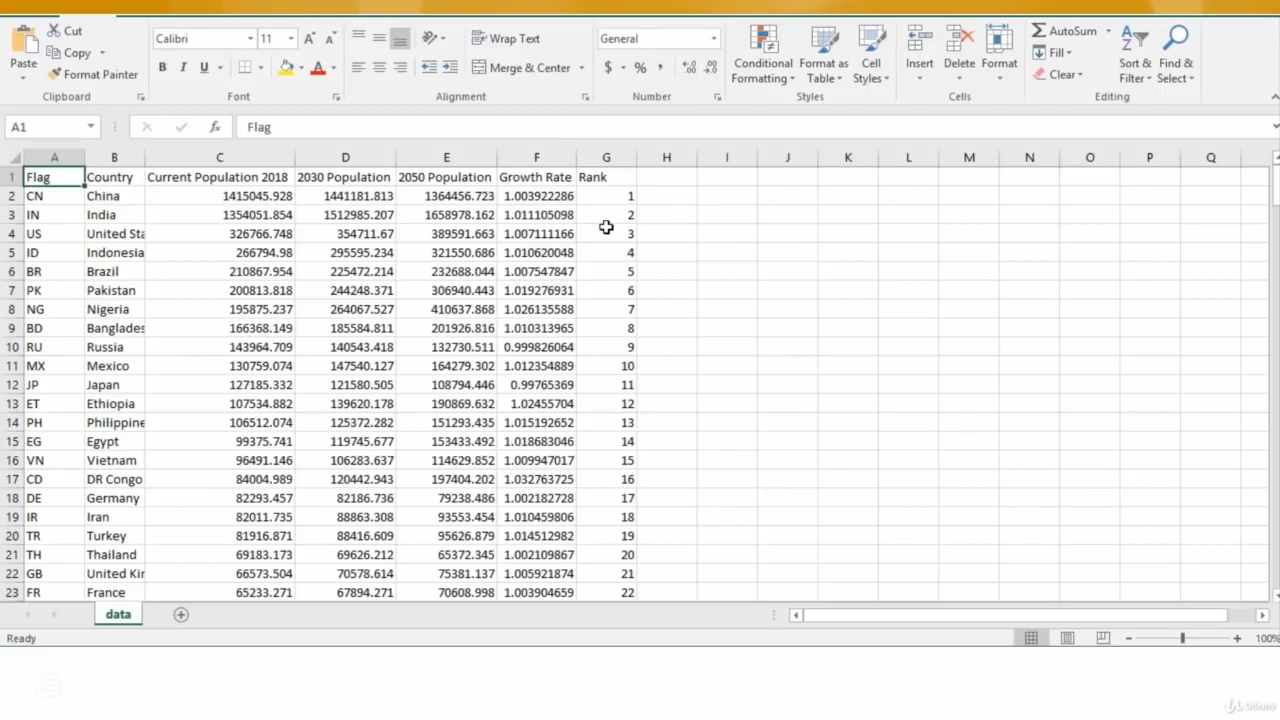 Cut
Calibri 11 Wrap Text General AutoSum
Copy Fill
Paste Format Painter B I U Merge & Center $ % , Conditional Formatting Format as Table Cell Styles Insert Delete Format Clear Sort & Filter Find & Select
Clipboard Font Alignment Number Styles Cells Editing
A1 fx Flag
A B C D E F G H I J K L M N O P Q
1 Flag Country Current Population 2018 2030 Population 2050 Population Growth Rate Rank
2 CN China 1415045.928 1441181.813 1364456.723 1.003922286 1
3 IN India 1354051.854 1512985.207 1658978.162 1.011105098 2
4 US United Sta 326766.748 354711.67 389591.663 1.007111166 3
5 ID Indonesia 266794.98 295595.234 321550.686 1.010620048 4
6 BR Brazil 210867.954 225472.214 232688.044 1.007547847 5
7 PK Pakistan 200813.818 244248.371 306940.443 1.019276931 6
8 NG Nigeria 195875.237 264067.527 410637.868 1.026135588 7
9 BD Banglades 166368.149 185584.811 201926.816 1.010313965 8
10 RU Russia 143964.709 140543.418 132730.511 0.999826064 9
11 MX Mexico 130759.074 147540.127 164279.302 1.012354889 10
12 JP Japan 127185.332 121580.505 108794.446 0.99765369 11
13 ET Ethiopia 107534.882 139620.178 190869.632 1.02455704 12
14 PH Philippine 106512.074 125372.282 151293.435 1.015192652 13
15 EG Egypt 99375.741 119745.677 153433.492 1.018683046 14
16 VN Vietnam 96491.146 106283.637 114629.852 1.009947017 15
17 CD DR Congo 84004.989 120442.943 197404.202 1.032763725 16
18 DE Germany 82293.457 82186.736 79238.486 1.002182728 17
19 IR Iran 82011.735 88863.308 93553.454 1.010459806 18
20 TR Turkey 81916.871 88416.609 95626.879 1.014512982 19
21 TH Thailand 69183.173 69626.212 65372.345 1.002109867 20
22 GB United Kin 66573.504 70578.614 75381.137 1.005921874 21
23 FR France 65233.271 67894.271 70608.998 1.003904659 22
data
Ready 100%
Udemy